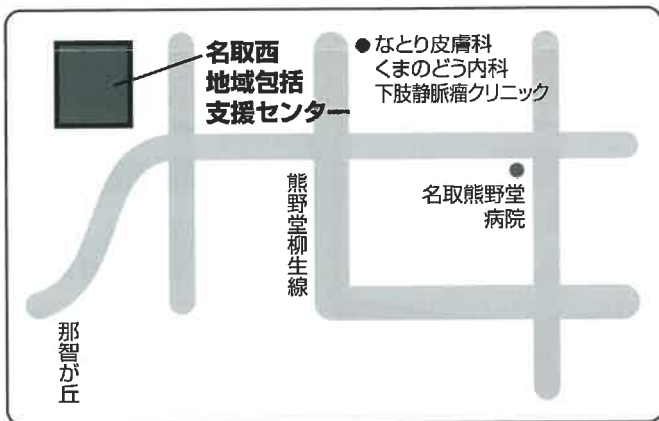 名取西
地域包括
支援センター
なとり皮膚科
くまのどう内科
下肢静脈瘤クリニック
熊野堂柳生線
名取熊野堂
病院
那智が丘